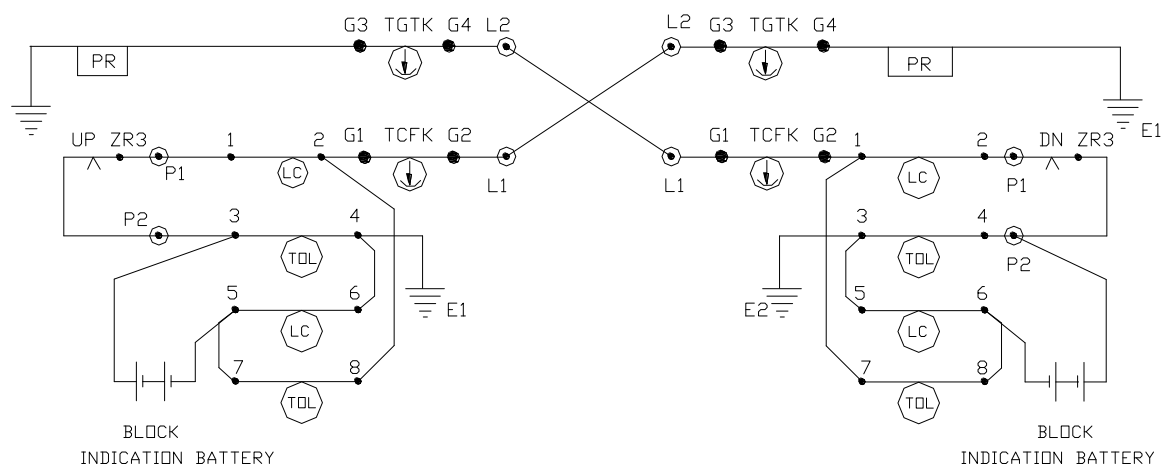 G3 TGTK G4 L2 L2 G3 TGTK G4
PR PR
E1
UP ZR3 1 2 G1 TCFK G2 G1 TCFK G2 1 2 DN ZR3
P1 LC L1 L1 LC P1
P2 3 4 3 4
TOL TOL P2
5 6 E1 E2 5 6
LC LC
7 8 7 8
TOL TOL
BLOCK BLOCK
INDICATION BATTERY INDICATION BATTERY